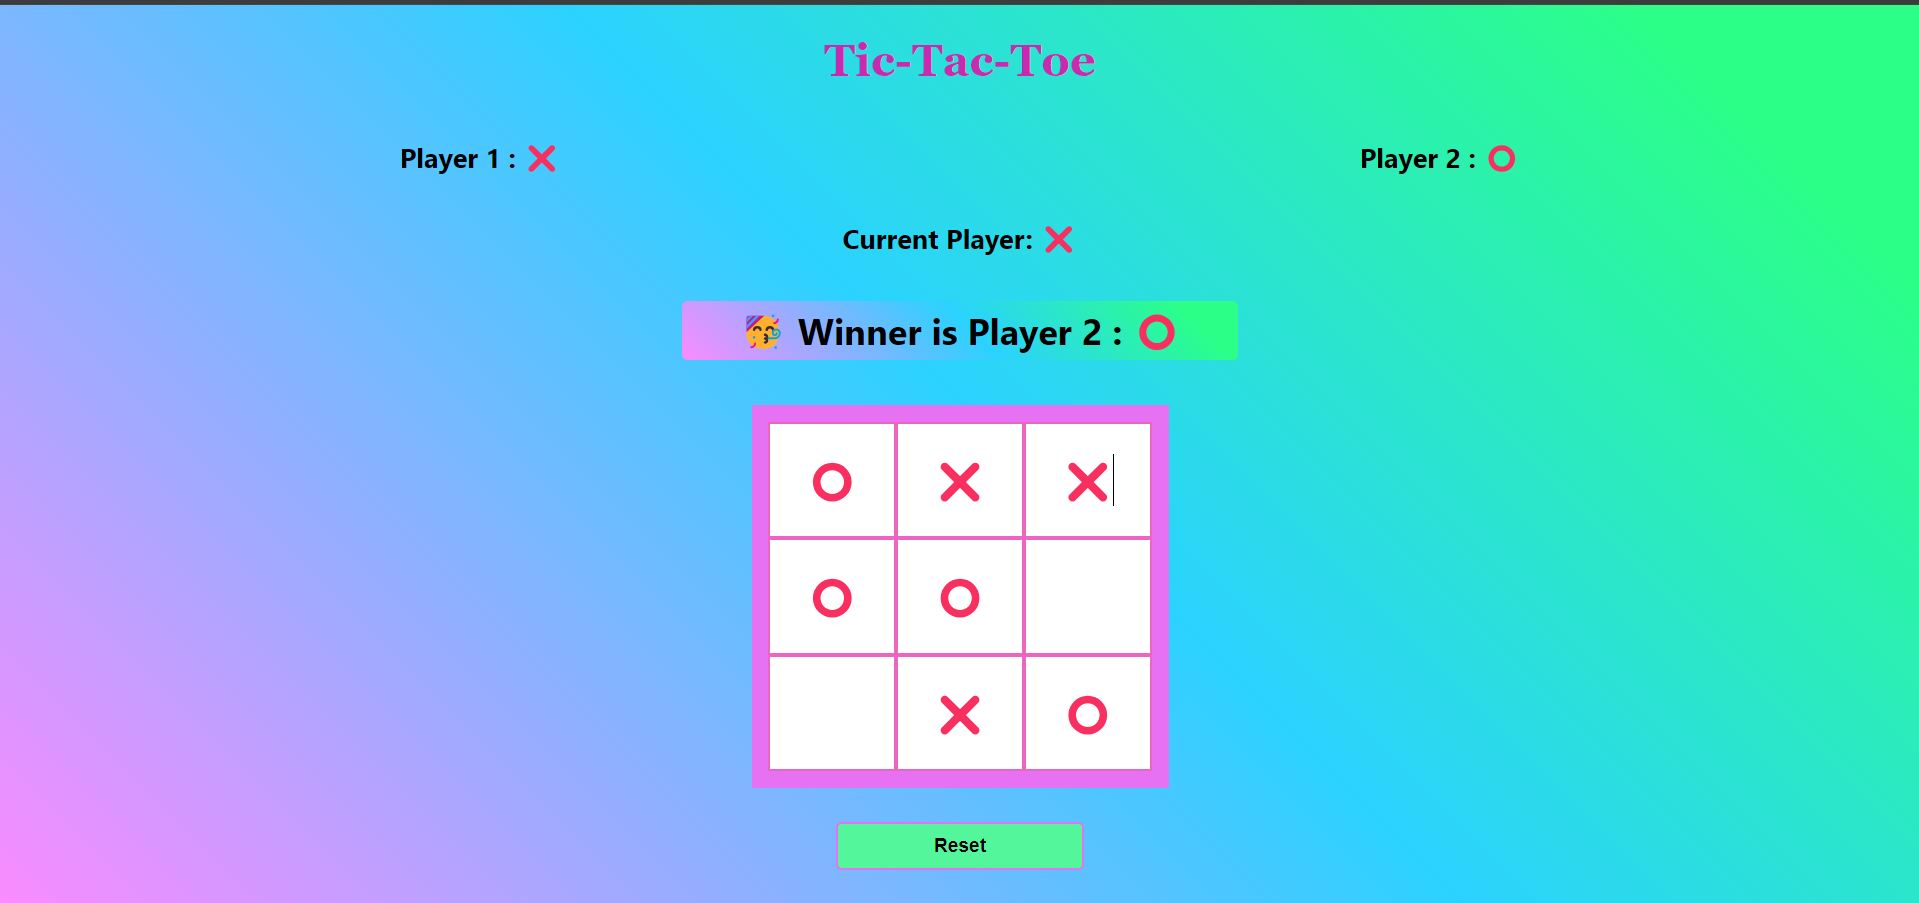 Tic-Tac-Toe
Player 1 : ❌ Player 2 : ⭕
Current Player: ❌
🥳 Winner is Player 2 : ⭕
⭕ ❌ ❌
⭕ ⭕
❌ ⭕
Reset